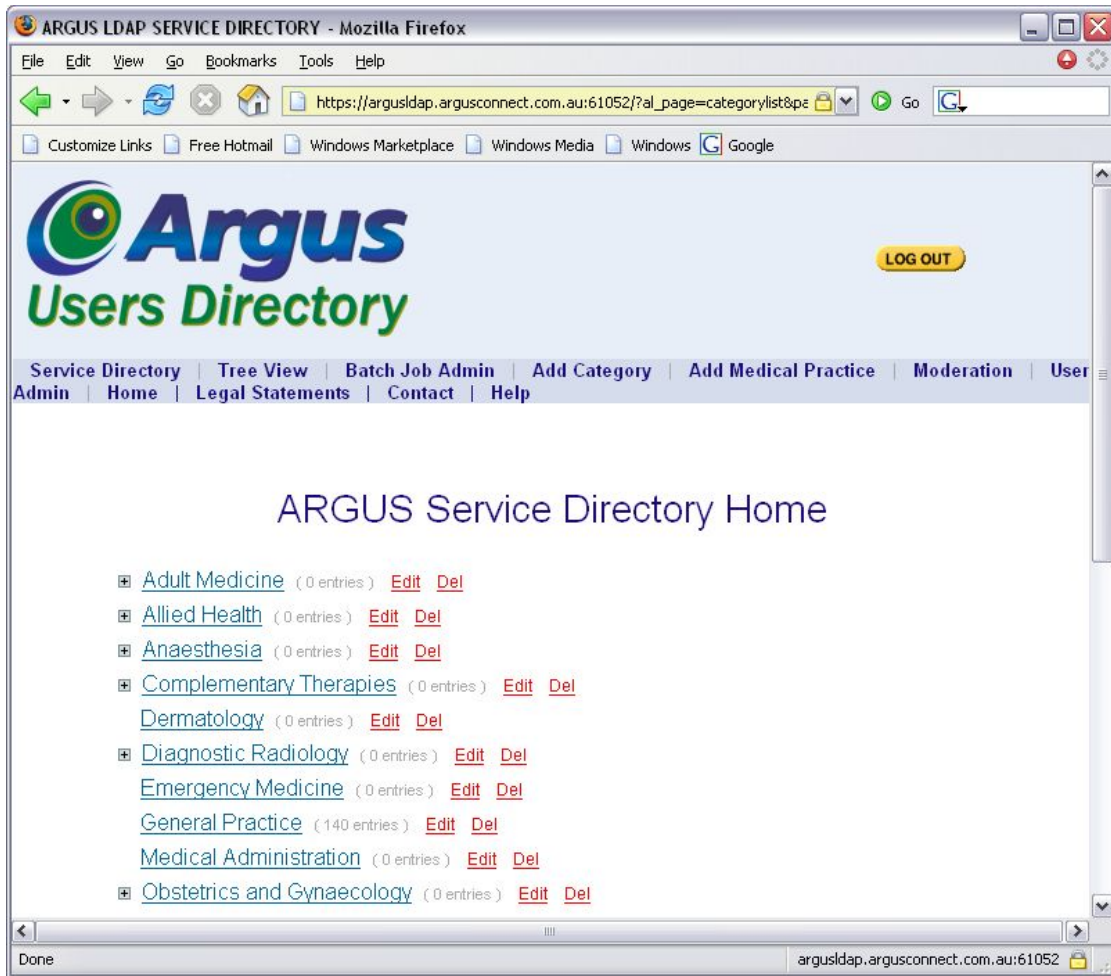 ARGUS LDAP SERVICE DIRECTORY - Mozilla Firefox
File Edit View Go Bookmarks Tools Help
https://argusldap.argusconnect.com.au:61052/?al_page=categorylist&pa Go G
Customize Links Free Hotmail Windows Marketplace Windows Media Windows G Google
Argus
LOG OUT
Users Directory
Service Directory | Tree View | Batch Job Admin | Add Category | Add Medical Practice | Moderation | User
Admin | Home | Legal Statements | Contact | Help
ARGUS Service Directory Home
Adult Medicine ( 0 entries ) Edit Del
Allied Health ( 0 entries ) Edit Del
Anaesthesia ( 0 entries ) Edit Del
Complementary Therapies ( 0 entries ) Edit Del
Dermatology ( 0 entries ) Edit Del
Diagnostic Radiology ( 0 entries ) Edit Del
Emergency Medicine ( 0 entries ) Edit Del
General Practice ( 140 entries ) Edit Del
Medical Administration ( 0 entries ) Edit Del
Obstetrics and Gynaecology ( 0 entries ) Edit Del
Done argusldap.argusconnect.com.au:61052